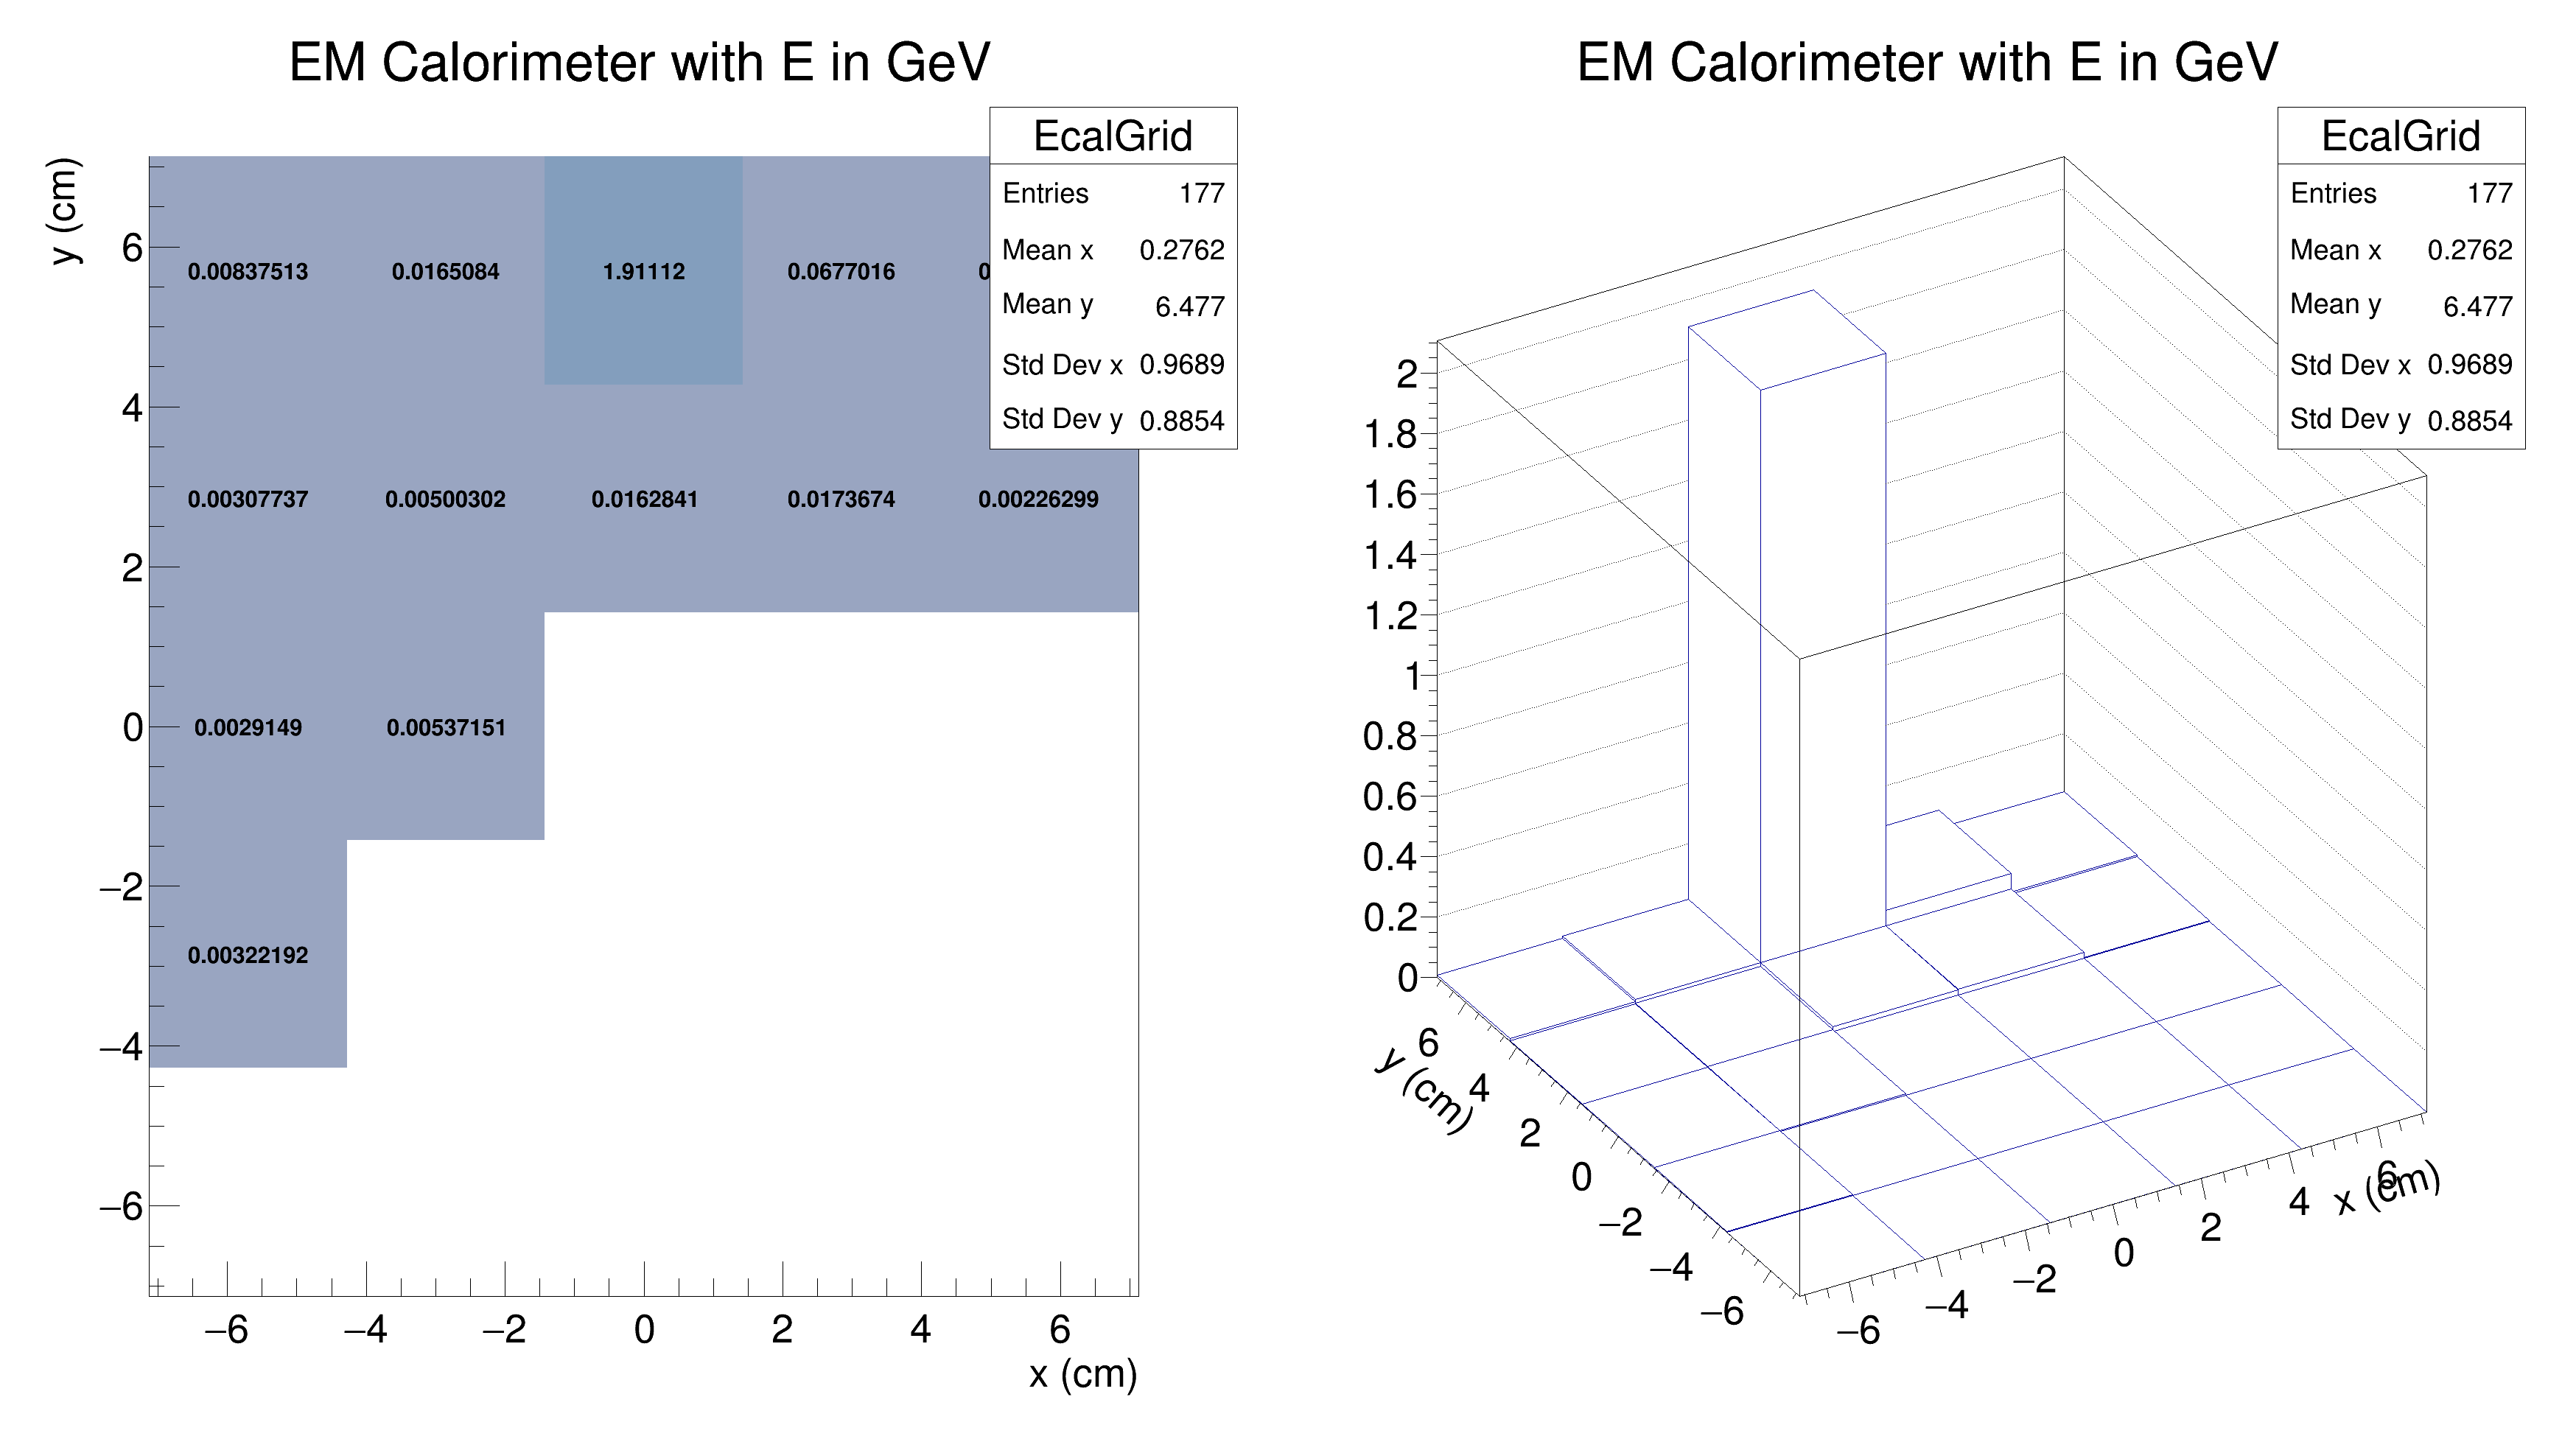 EM Calorimeter with E in GeV
EcalGrid
Entries 177
Mean x 0.2762
Mean y 6.477
Std Dev x 0.9689
Std Dev y 0.8854
y (cm)
6
4
2
0
−2
−4
−6
0.00837513 0.0165084 1.91112 0.0677016
0.00307737 0.00500302 0.0162841 0.0173674 0.00226299
0.0029149 0.00537151
0.00322192
−6 −4 −2 0 2 4 6
x (cm)
EM Calorimeter with E in GeV
EcalGrid
Entries 177
Mean x 0.2762
Mean y 6.477
Std Dev x 0.9689
Std Dev y 0.8854
2
1.8
1.6
1.4
1.2
1
0.8
0.6
0.4
0.2
0
y (cm)
6
4
2
0
−2
−4
−6
−6 −4 −2 0 2 4 6
x (cm)